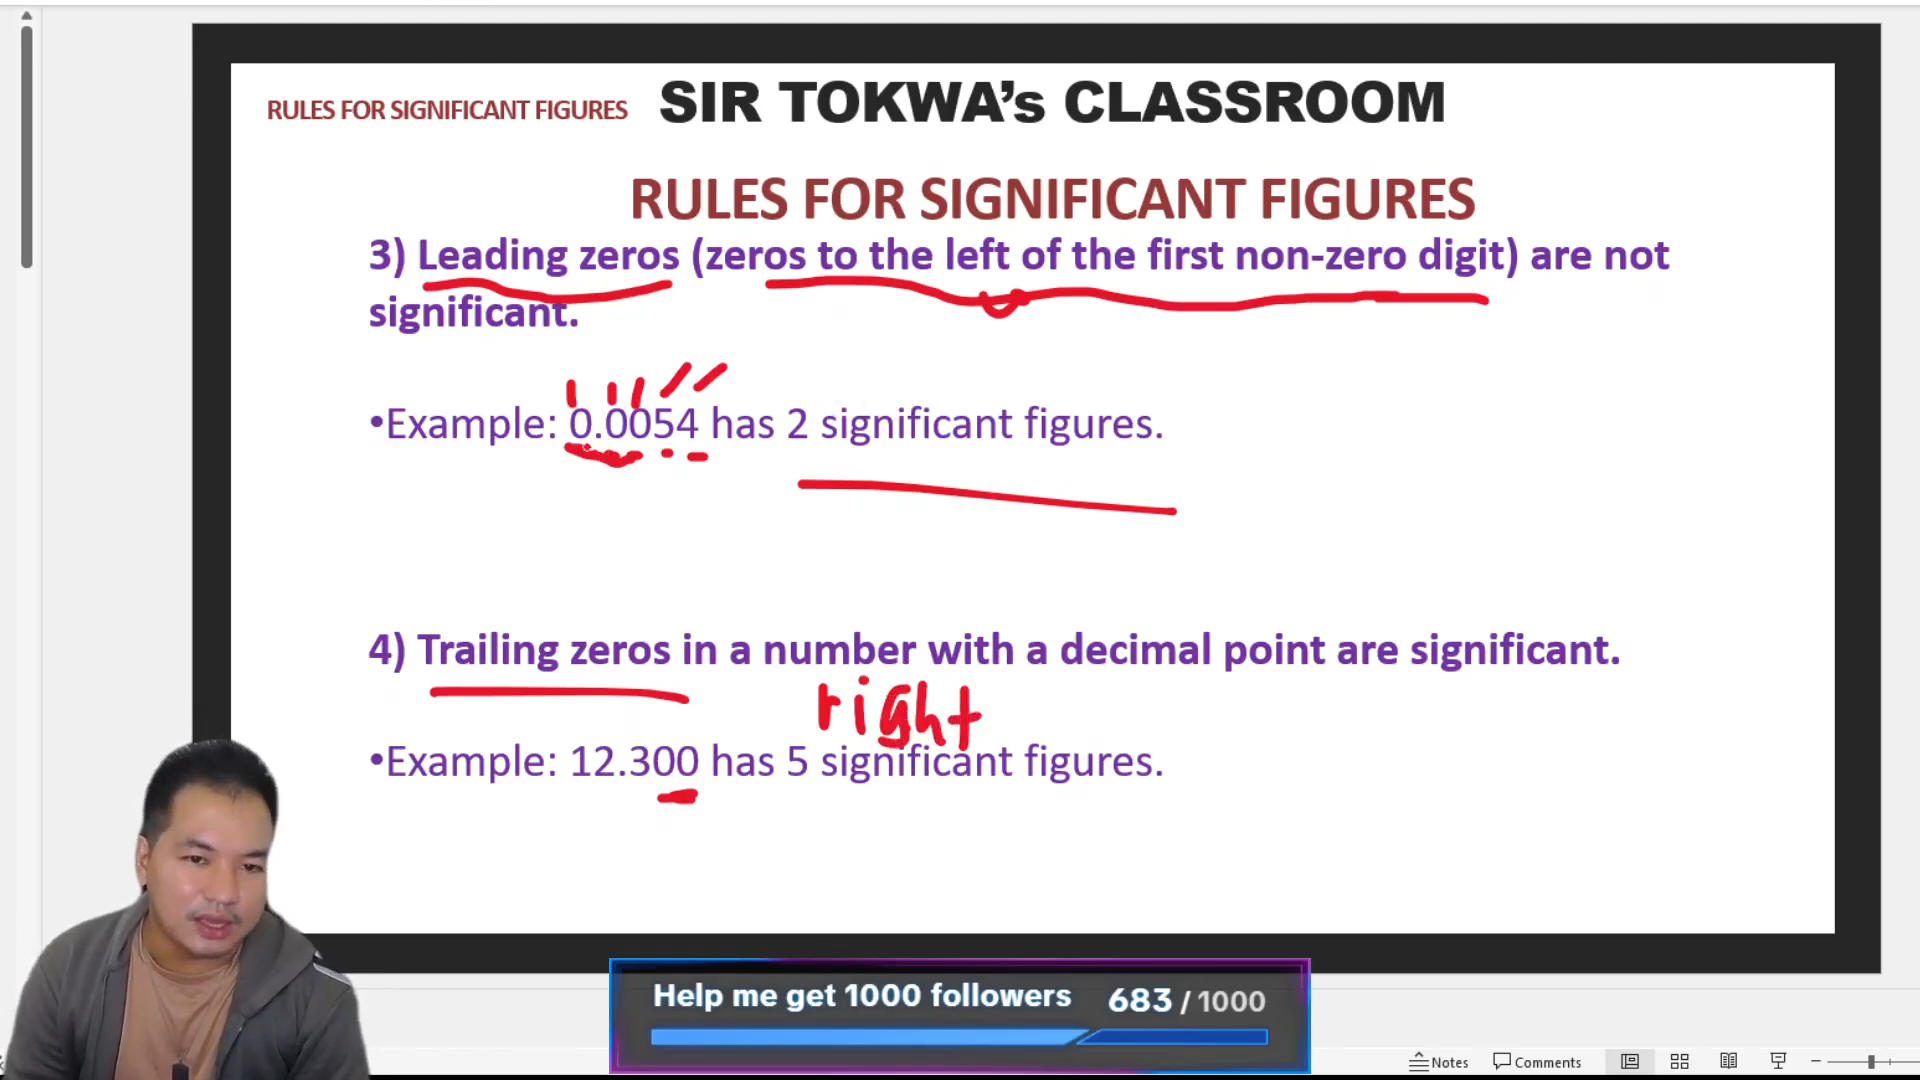 RULES FOR SIGNIFICANT FIGURES
SIR TOKWA's CLASSROOM
RULES FOR SIGNIFICANT FIGURES
3) Leading zeros (zeros to the left of the first non-zero digit) are not
significant.
•Example: 0.0054 has 2 significant figures.
4) Trailing zeros in a number with a decimal point are significant.
right
•Example: 12.300 has 5 significant figures.
Help me get 1000 followers 683 / 1000
Notes Comments